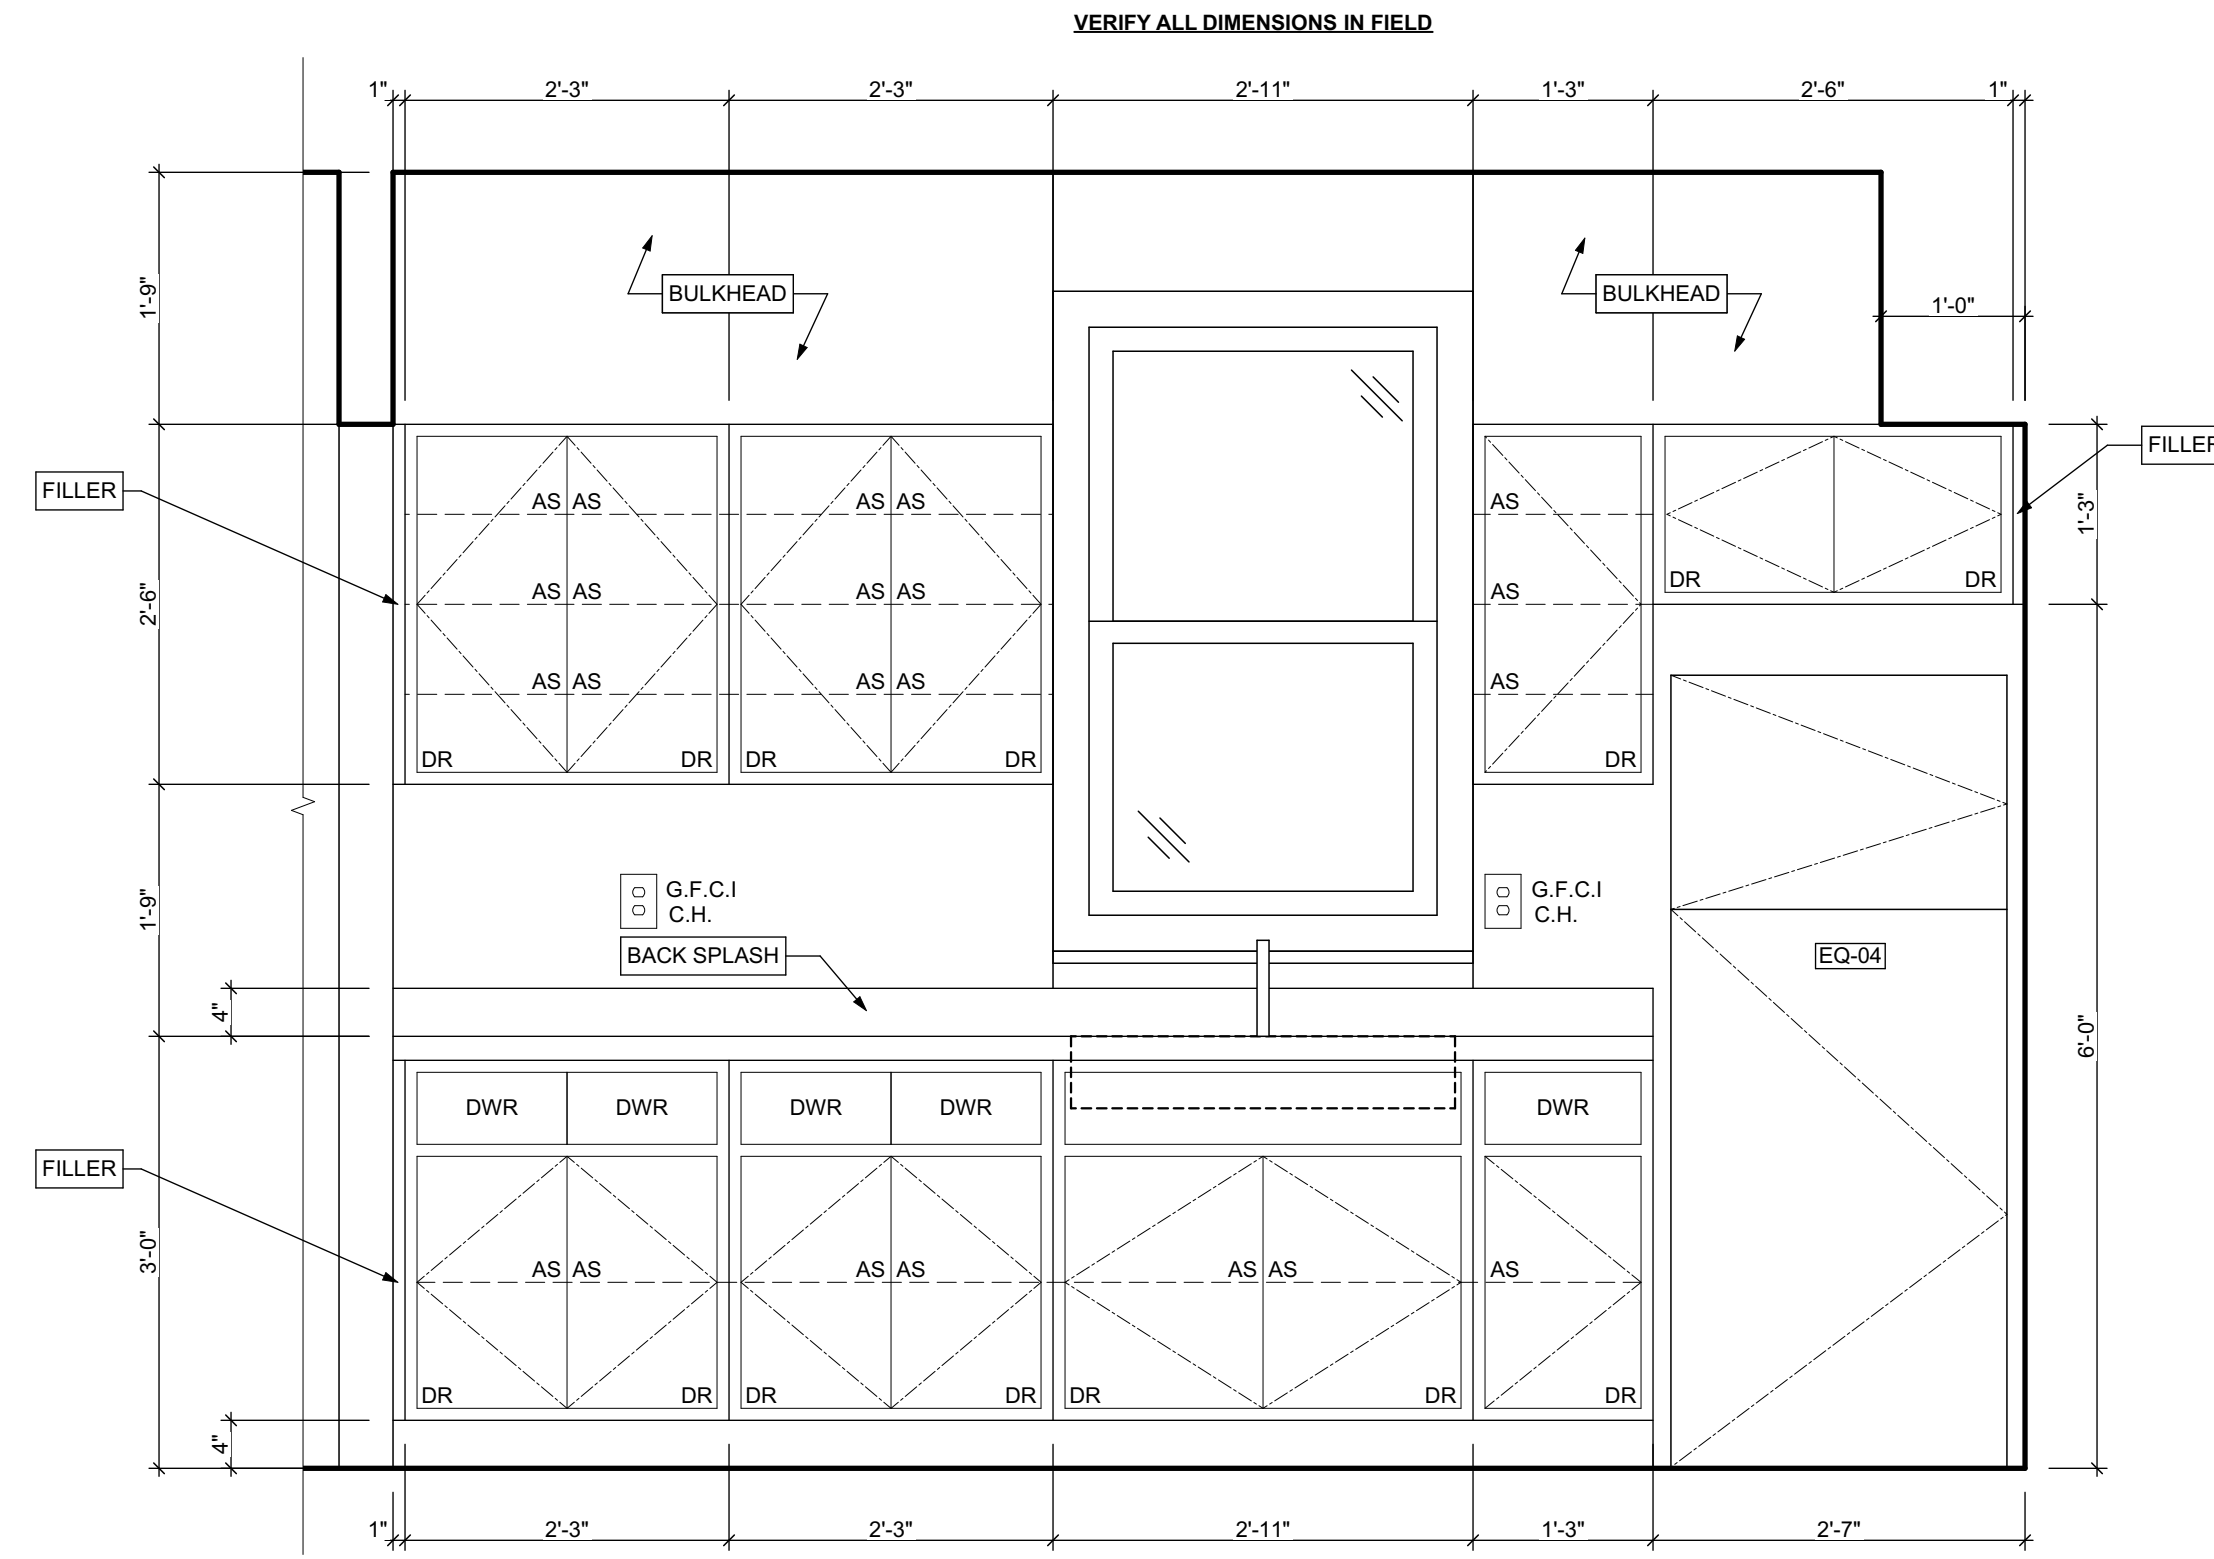 VERIFY ALL DIMENSIONS IN FIELD
1" 2'-3" 2'-3" 2'-11" 1'-3" 2'-6" 1"
1'-9"
BULKHEAD
BULKHEAD
1'-0"
FILLER
FILLER
AS AS AS AS AS
1'-3"
DR DR
2'-6"
AS AS AS AS AS
AS AS AS AS AS
DR DR DR DR DR
1'-9"
G.F.C.I
C.H.
G.F.C.I
C.H.
BACK SPLASH
EQ-04
4"
6'-0"
DWR DWR DWR DWR DWR
FILLER
3'-0"
AS AS AS AS AS AS AS
DR DR DR DR DR DR DR
4"
1" 2'-3" 2'-3" 2'-11" 1'-3" 2'-7"